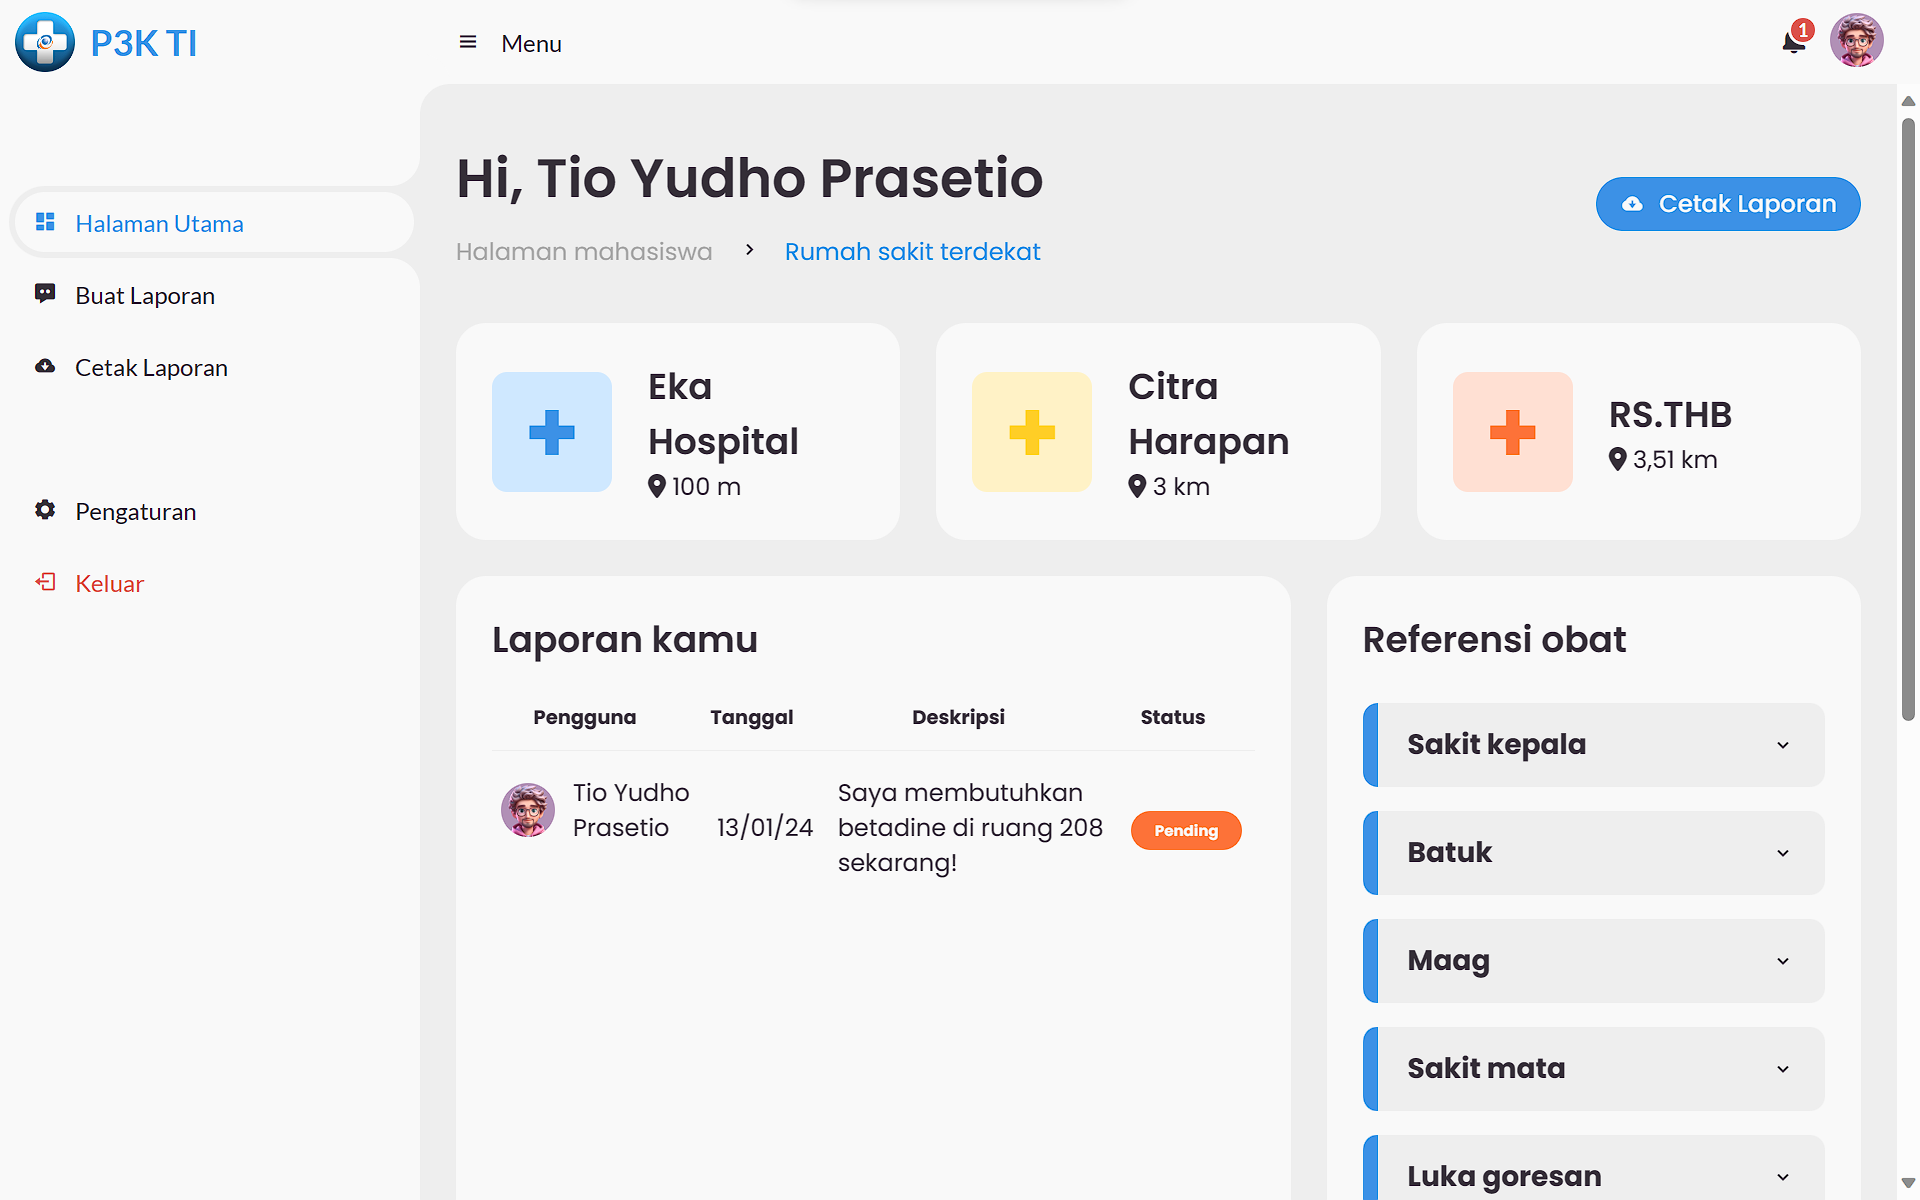 P3K TI
Menu
1
Halaman Utama
Buat Laporan
Cetak Laporan
Pengaturan
Keluar
Hi, Tio Yudho Prasetio
Halaman mahasiswa
Rumah sakit terdekat
Cetak Laporan
Eka
Hospital
100 m
Citra
Harapan
3 km
RS.THB
3,51 km
Laporan kamu
Pengguna Tanggal Deskripsi Status
Tio Yudho
Prasetio
13/01/24
Saya membutuhkan
betadine di ruang 208
sekarang!
Pending
Referensi obat
Sakit kepala
Batuk
Maag
Sakit mata
Luka goresan